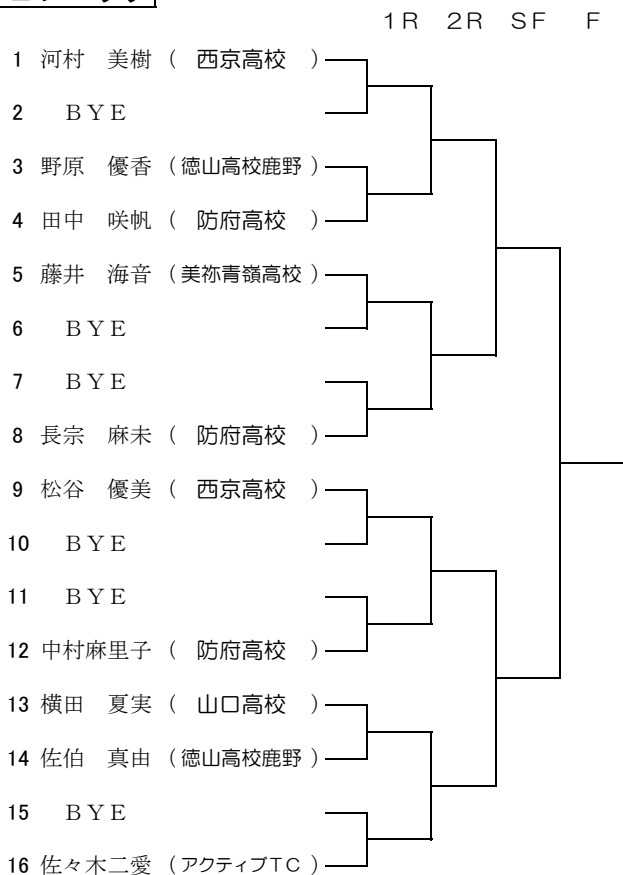 １Ｒ　２Ｒ　ＳＦ　Ｆ
1 河村　美樹（　西京高校　）
2 ＢＹＥ
3 野原　優香（徳山高校鹿野）
4 田中　咲帆（　防府高校　）
5 藤井　海音（美祢青嶺高校）
6 ＢＹＥ
7 ＢＹＥ
8 長宗　麻未（　防府高校　）
9 松谷　優美（　西京高校　）
10 ＢＹＥ
11 ＢＹＥ
12 中村麻里子（　防府高校　）
13 横田　夏実（　山口高校　）
14 佐伯　真由（徳山高校鹿野）
15 ＢＹＥ
16 佐々木二愛（アクティブＴＣ）